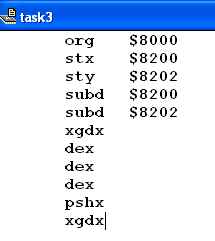 task3
org $8000
stx $8200
sty $8202
subd $8200
subd $8202
xgdx
dex
dex
dex
pshx
xgdx